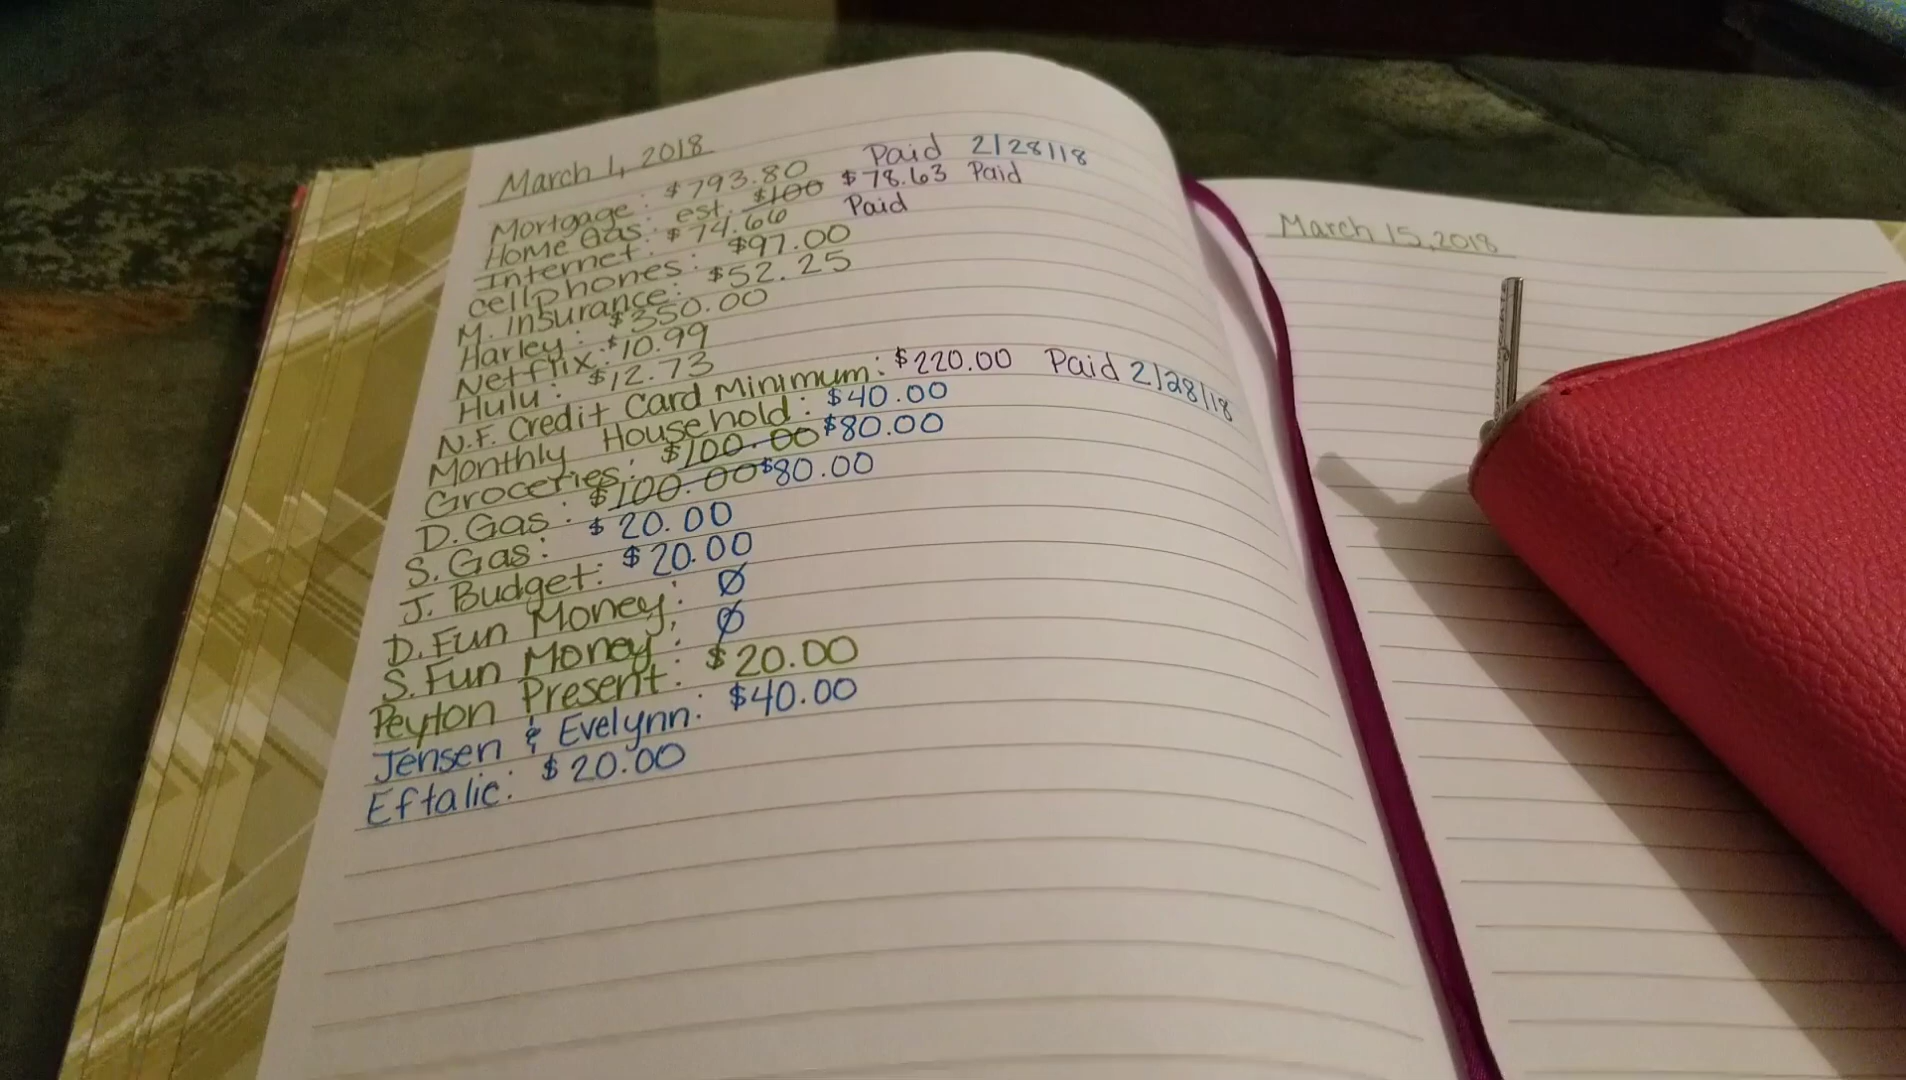 March 1, 2018
Mortgage: $793.80 Paid 2/28/18
Home Gas: est. $100 $78.63 Paid
Internet: $74.66 Paid
cellphones: $97.00
M. Insurance: $52.25
Harley: $350.00
Netflix: $10.99
Hulu: $12.73
N.F. Credit Card Minimum: $220.00 Paid 2/28/18
Monthly Household: $40.00
Groceries: $100.00 $80.00
D. Gas: $100.00 $80.00
S. Gas: $20.00
J. Budget: $20.00
D. Fun Money: Ø
S. Fun Money: Ø
Peyton Present: $20.00
Jensen & Evelynn: $40.00
Eftalic: $20.00
March 15, 2018